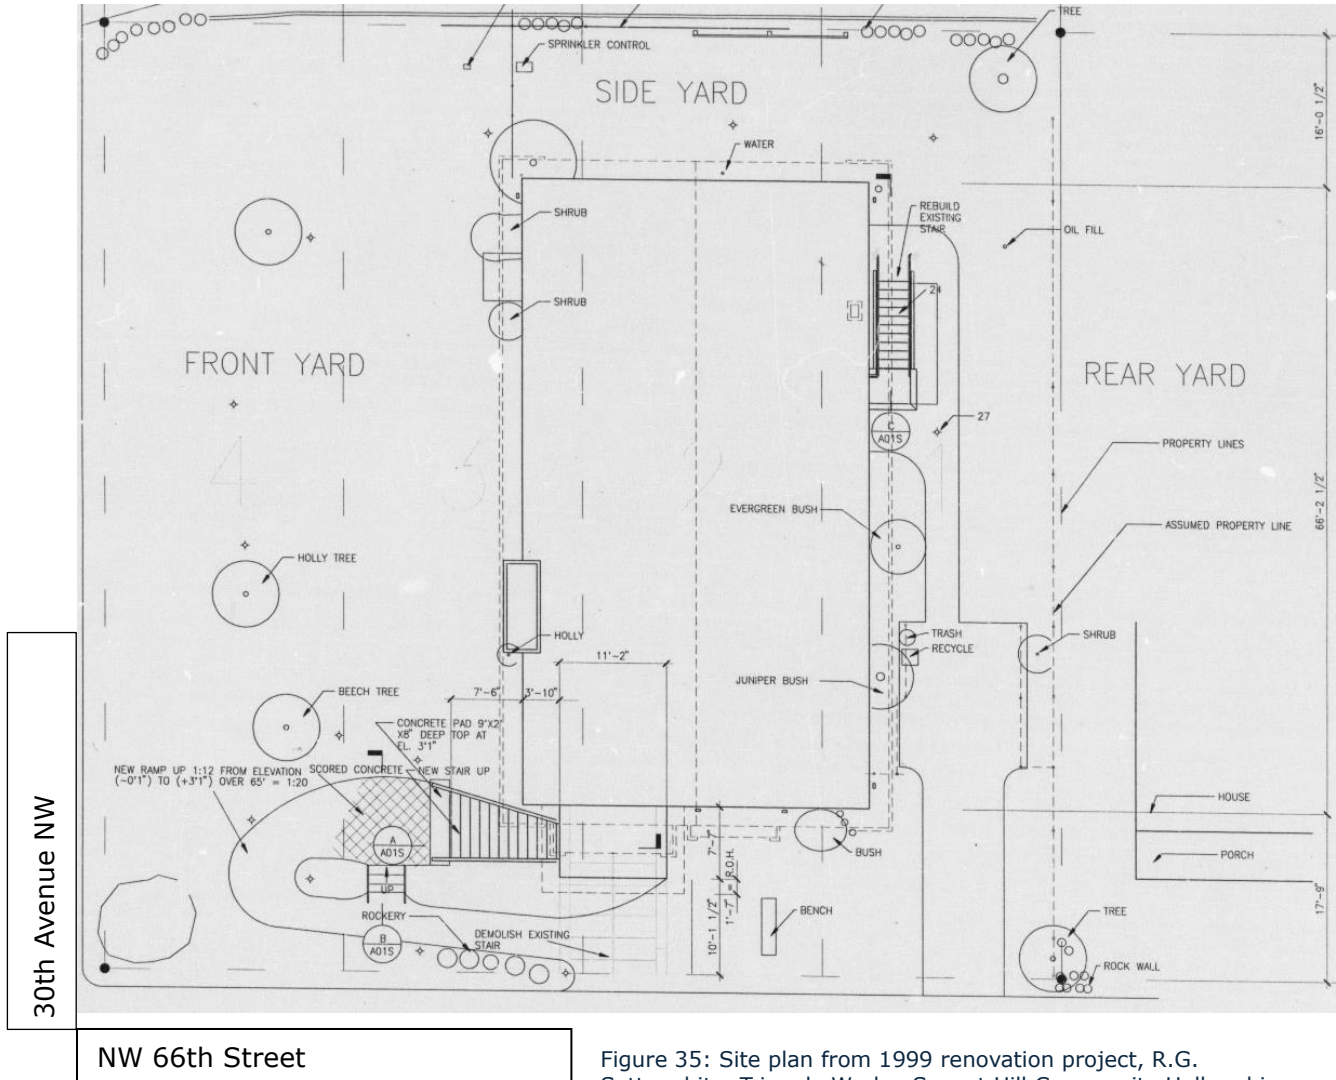 TREE
SPRINKLER CONTROL
SIDE YARD
16'-0 1/2"
WATER
REBUILD
EXISTING
STAIR
SHRUB
OIL FILL
24
SHRUB
FRONT YARD
REAR YARD
27
C
A01S
4
3
2
1
PROPERTY LINES
EVERGREEN BUSH
66'-2 1/2"
ASSUMED PROPERTY LINE
HOLLY TREE
HOLLY
TRASH
RECYCLE
SHRUB
11'-2"
JUNIPER BUSH
7'-6"
3'-10"
BEECH TREE
CONCRETE PAD 9'X2'
X8" DEEP TOP AT
EL. 3'1"
NEW RAMP UP 1:12 FROM ELEVATION
(-0'1") TO (+3'1") OVER 65' = 1:20
SCORED CONCRETE
NEW STAIR UP
HOUSE
A
A01S
7'-7"
BUSH
PORCH
UP
R.O.H.
1'-7" =
10'-1 1/2"
17'-9"
ROCKERY
BENCH
TREE
B
A01S
DEMOLISH EXISTING
STAIR
ROCK WALL
30th Avenue NW
NW 66th Street
Figure 35: Site plan from 1999 renovation project, R.G.